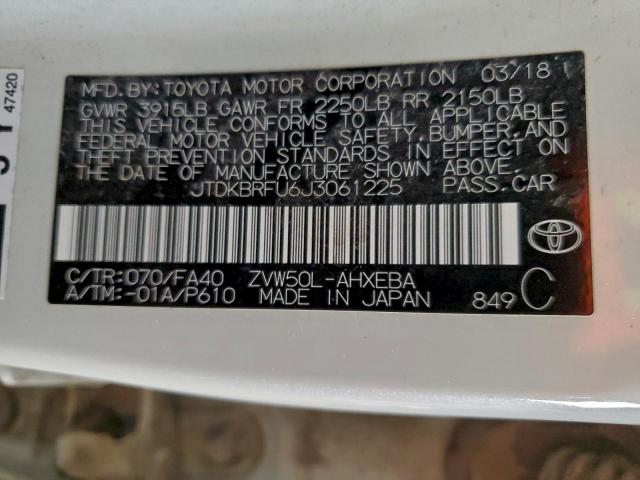 MFD. BY: TOYOTA MOTOR CORPORATION 03/18
GVWR 3915LB GAWR FR 2250LB RR 2150LB
THIS VEHICLE CONFORMS TO ALL APPLICABLE
FEDERAL MOTOR VEHICLE SAFETY, BUMPER, AND
THEFT PREVENTION STANDARDS IN EFFECT ON
THE DATE OF MANUFACTURE SHOWN ABOVE.
JTDKBRFU6J3061225 PASS.CAR
C/TR:070/FA40 ZVW50L-AHXEBA
A/TM:-01A/P610 MADE IN JAPAN 849 C
47420